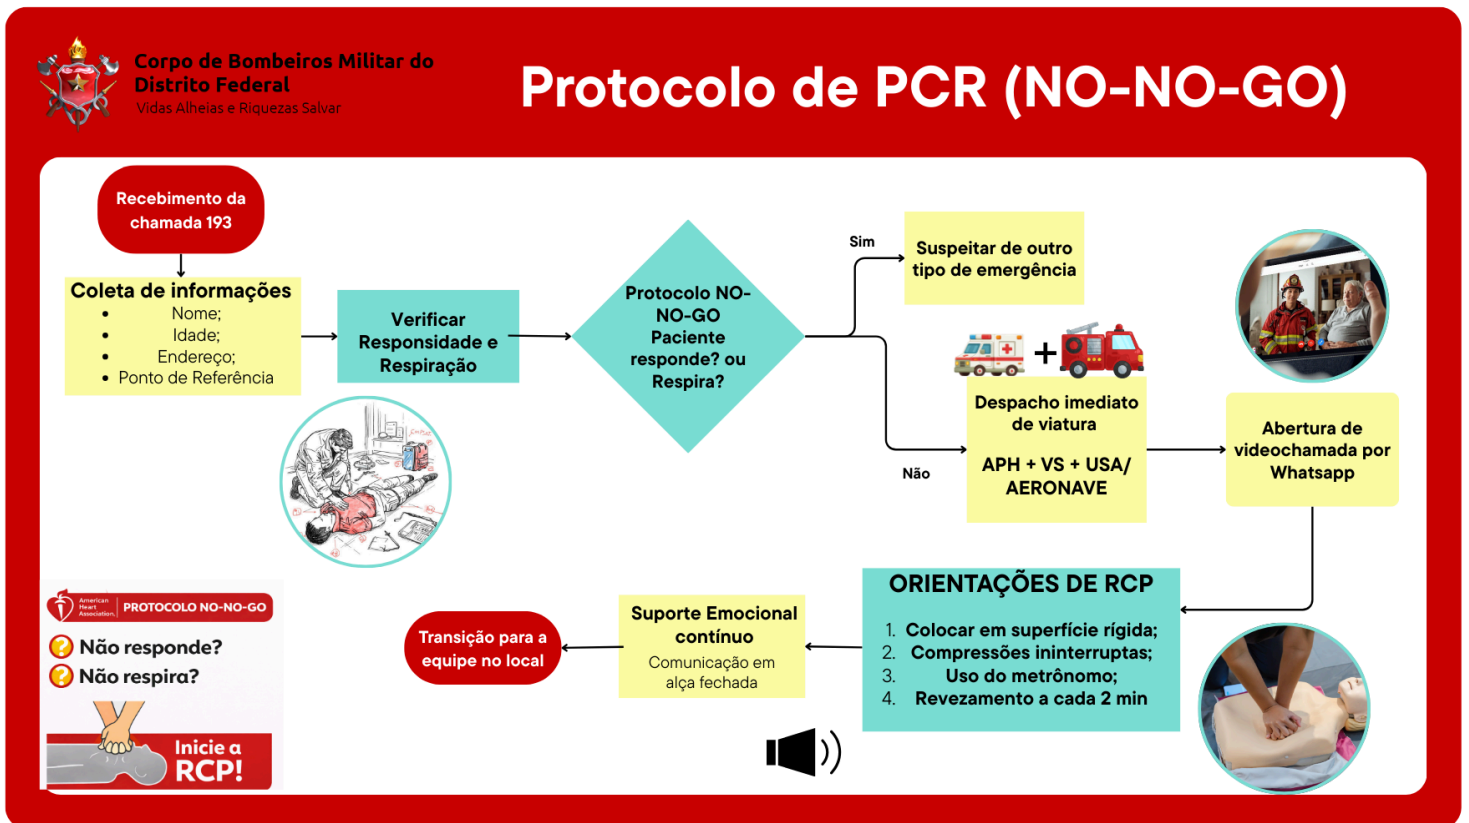 Corpo de Bombeiros Militar do
Distrito Federal
Vidas Alheias e Riquezas Salvar
Protocolo de PCR (NO-NO-GO)
Recebimento da
chamada 193
Coleta de informações
• Nome;
• Idade;
• Endereço;
• Ponto de Referência
Verificar
Responsidade e
Respiração
Protocolo NO-
NO-GO
Paciente
responde? ou
Respira?
Sim
Suspeitar de outro
tipo de emergência
Não
Despacho imediato
de viatura
APH + VS + USA/
AERONAVE
Abertura de
videochamada por
Whatsapp
ORIENTAÇÕES DE RCP
1. Colocar em superfície rígida;
2. Compressões ininterruptas;
3. Uso do metrônomo;
4. Revezamento a cada 2 min
Suporte Emocional
contínuo
Comunicação em
alça fechada
Transição para a
equipe no local
American
Heart
Association.
PROTOCOLO NO-NO-GO
Não responde?
Não respira?
Inicie a
RCP!